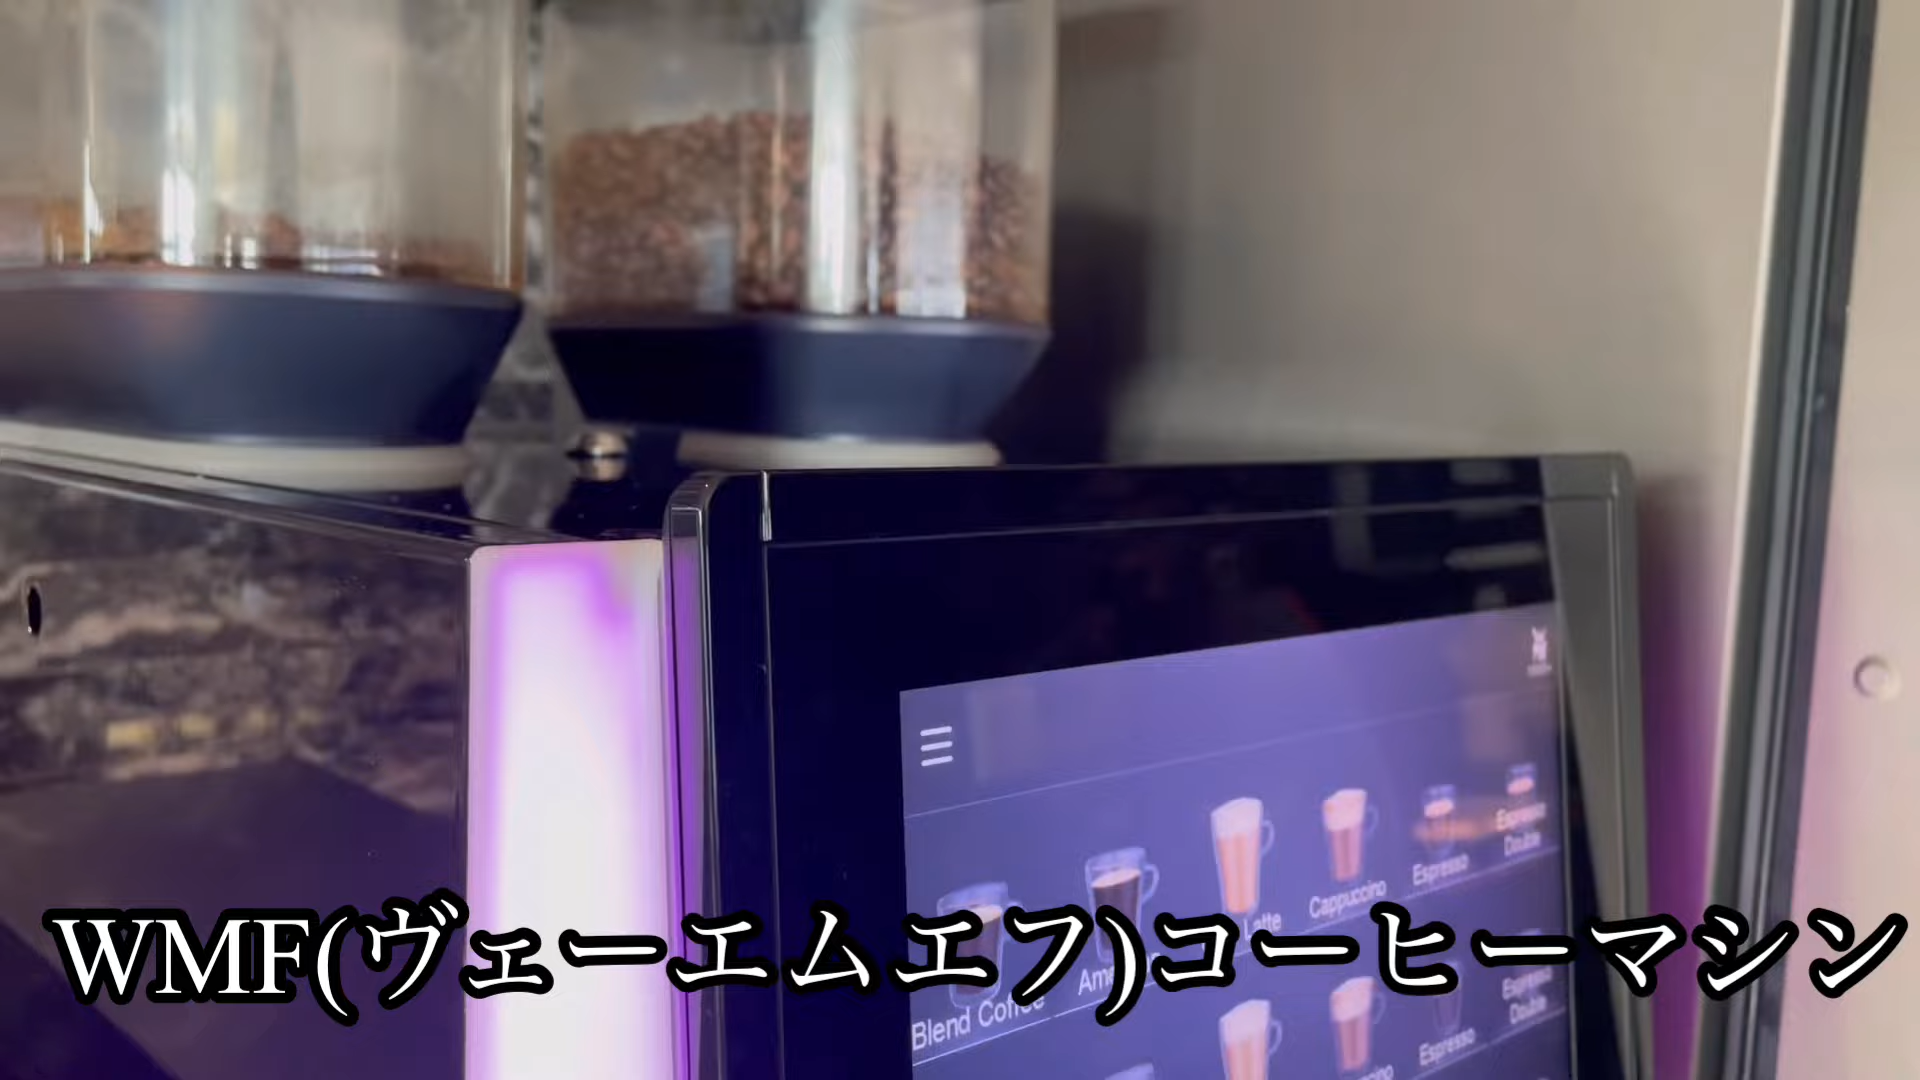 Espresso
Double
Espresso
Cappuccino
Latte
Blend Coffee
WMF(ヴェーエムエフ)コーヒーマシン
Espresso
Double
Espresso